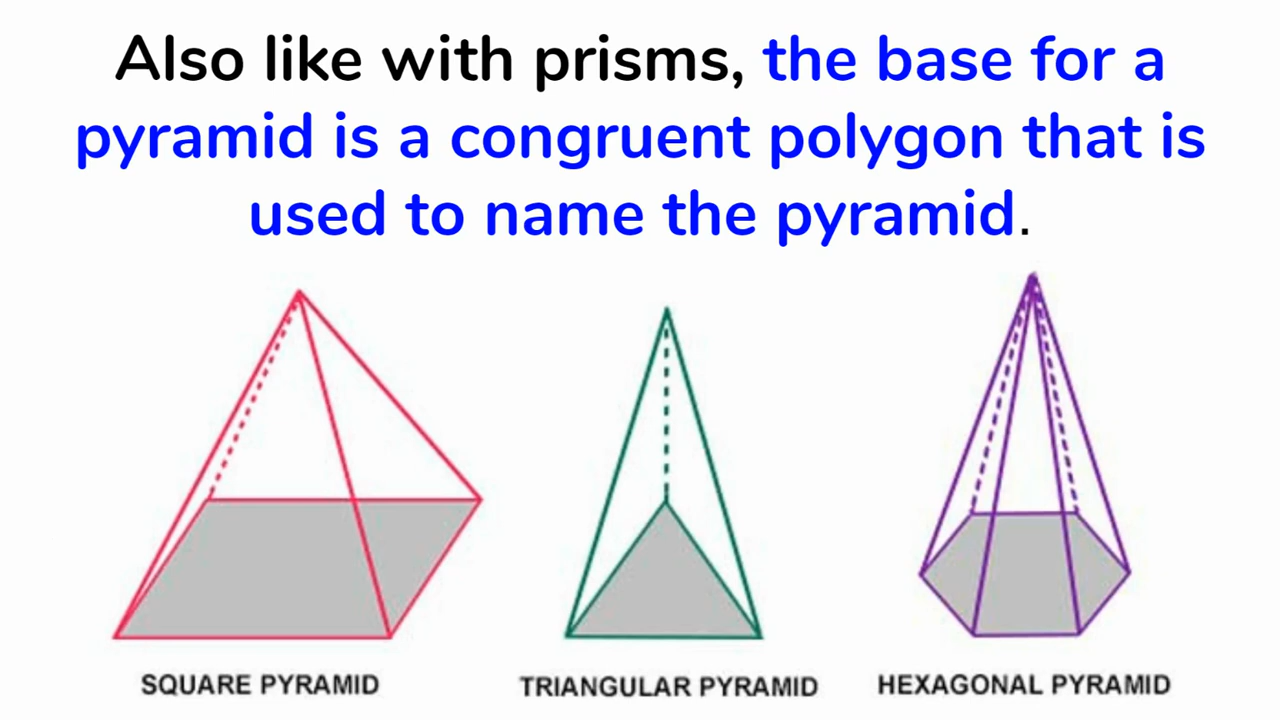 Also like with prisms, the base for a
pyramid is a congruent polygon that is
used to name the pyramid.
SQUARE PYRAMID
TRIANGULAR PYRAMID
HEXAGONAL PYRAMID